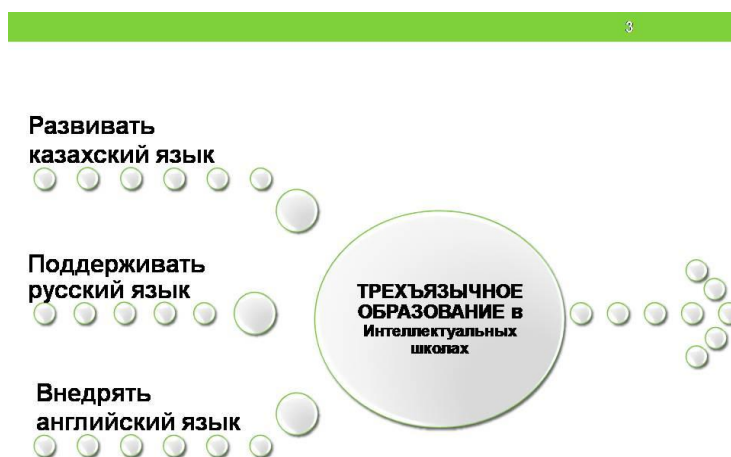 3
Развивать
казахский язык
Поддерживать
русский язык
ТРЕХЪЯЗЫЧНОЕ
ОБРАЗОВАНИЕ в
Интеллектуальных
школах
Внедрять
английский язык